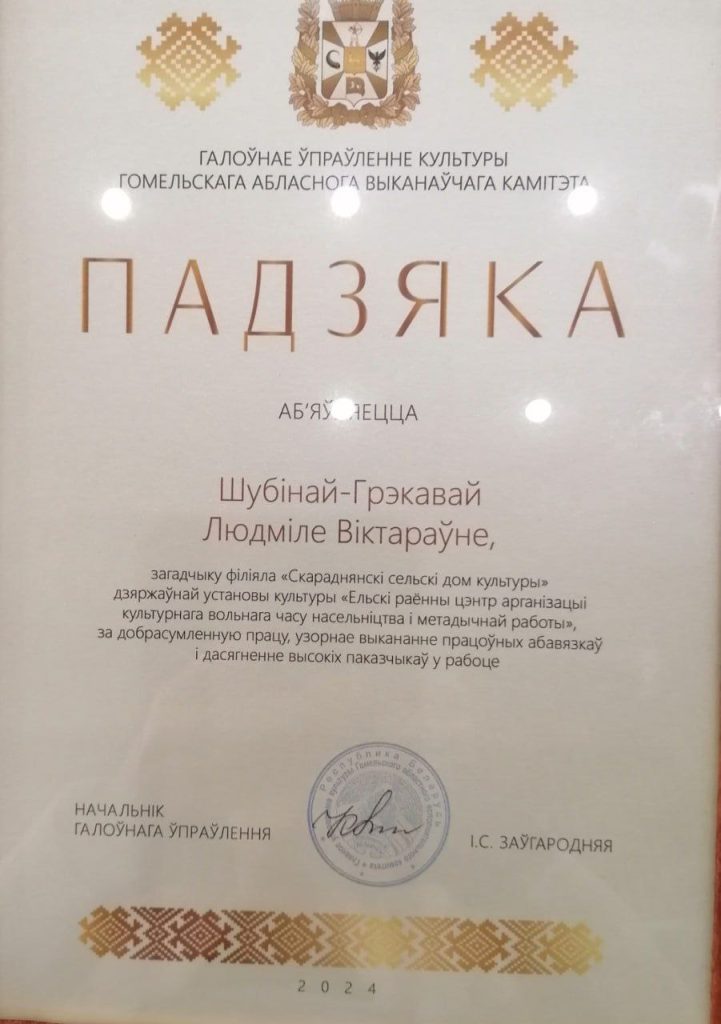 ГАЛОЎНАЕ ЎПРАЎЛЕННЕ КУЛЬТУРЫ
ГОМЕЛЬСКАГА АБЛАСНОГА ВЫКАНАЎЧАГА КАМІТЭТА
ПАДЗЯКА
АБ’ЯЎЛЯЕЦЦА
Шубінай-Грэкавай
Людміле Віктараўне,
загадчыку філіяла «Скараднянскі сельскі дом культуры»
дзяржаўнай установы культуры «Ельскі раённы цэнтр арганізацыі
культурнага вольнага часу насельніцтва і метадычнай работы»,
за добрасумленную працу, узорнае выкананне працоўных абавязкаў
і дасягненне высокіх паказчыкаў у рабоце
Республика Беларусь
НАЧАЛЬНІК
ГАЛОЎНАГА ЎПРАЎЛЕННЯ
І.С. ЗАЎГАРОДНЯЯ
2024